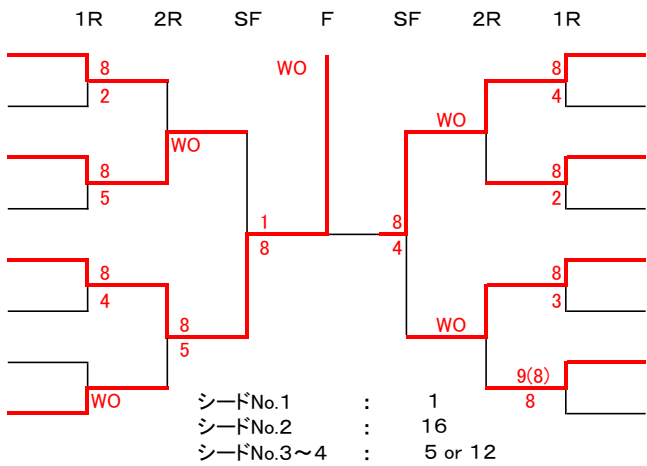 1R 2R SF F SF 2R 1R
8 WO 8
2 4
WO WO
8 8
5 2
1 8
8 4
8 8
4 3
8 WO
5
9(8)
WO 8
シードNo.1 : 1
シードNo.2 : 16
シードNo.3～4 : 5 or 12